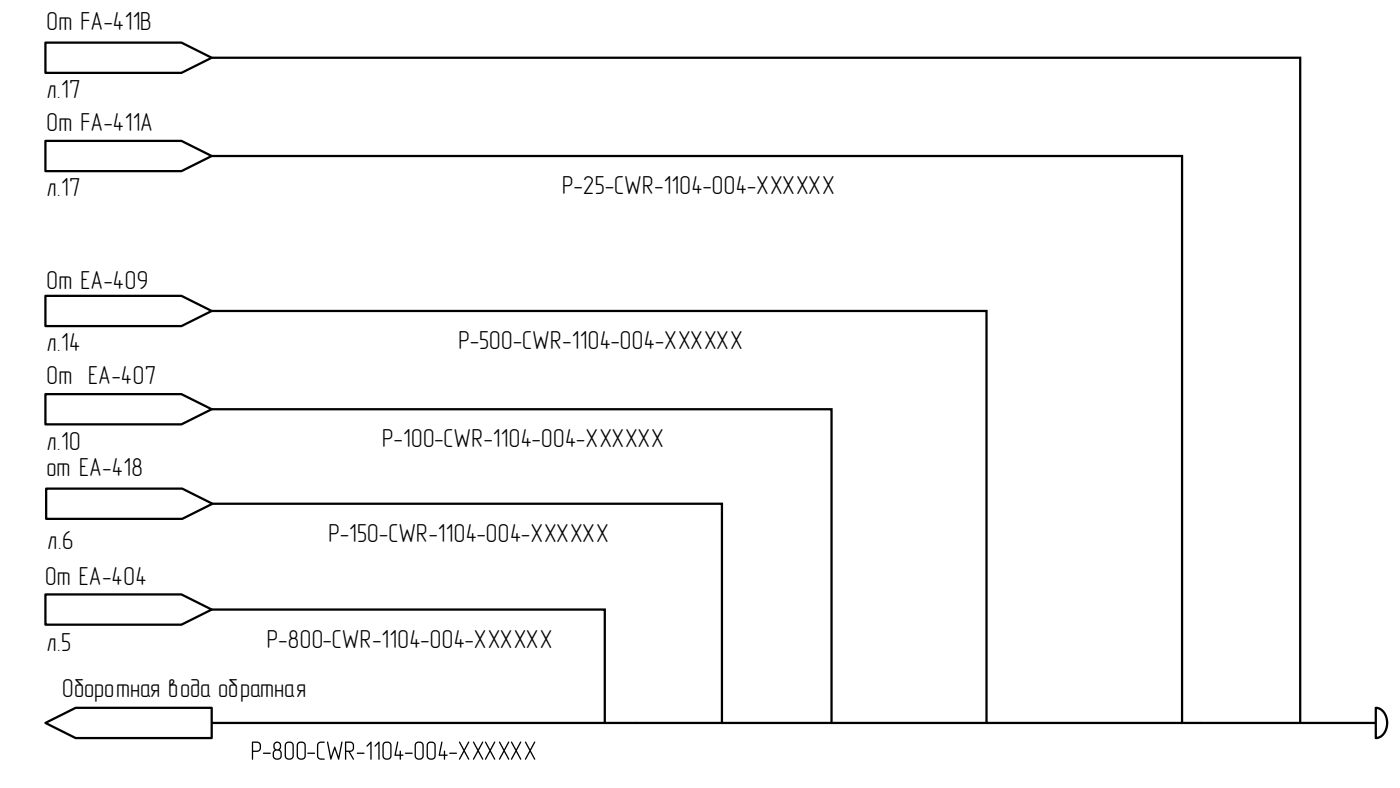 От FA-411B
л.17
От FA-411A
л.17
P-25-CWR-1104-004-XXXXXX
От EA-409
л.14
P-500-CWR-1104-004-XXXXXX
От EA-407
л.10
P-100-CWR-1104-004-XXXXXX
от EA-418
л.6
P-150-CWR-1104-004-XXXXXX
От EA-404
л.5
P-800-CWR-1104-004-XXXXXX
Оборотная вода обратная
P-800-CWR-1104-004-XXXXXX